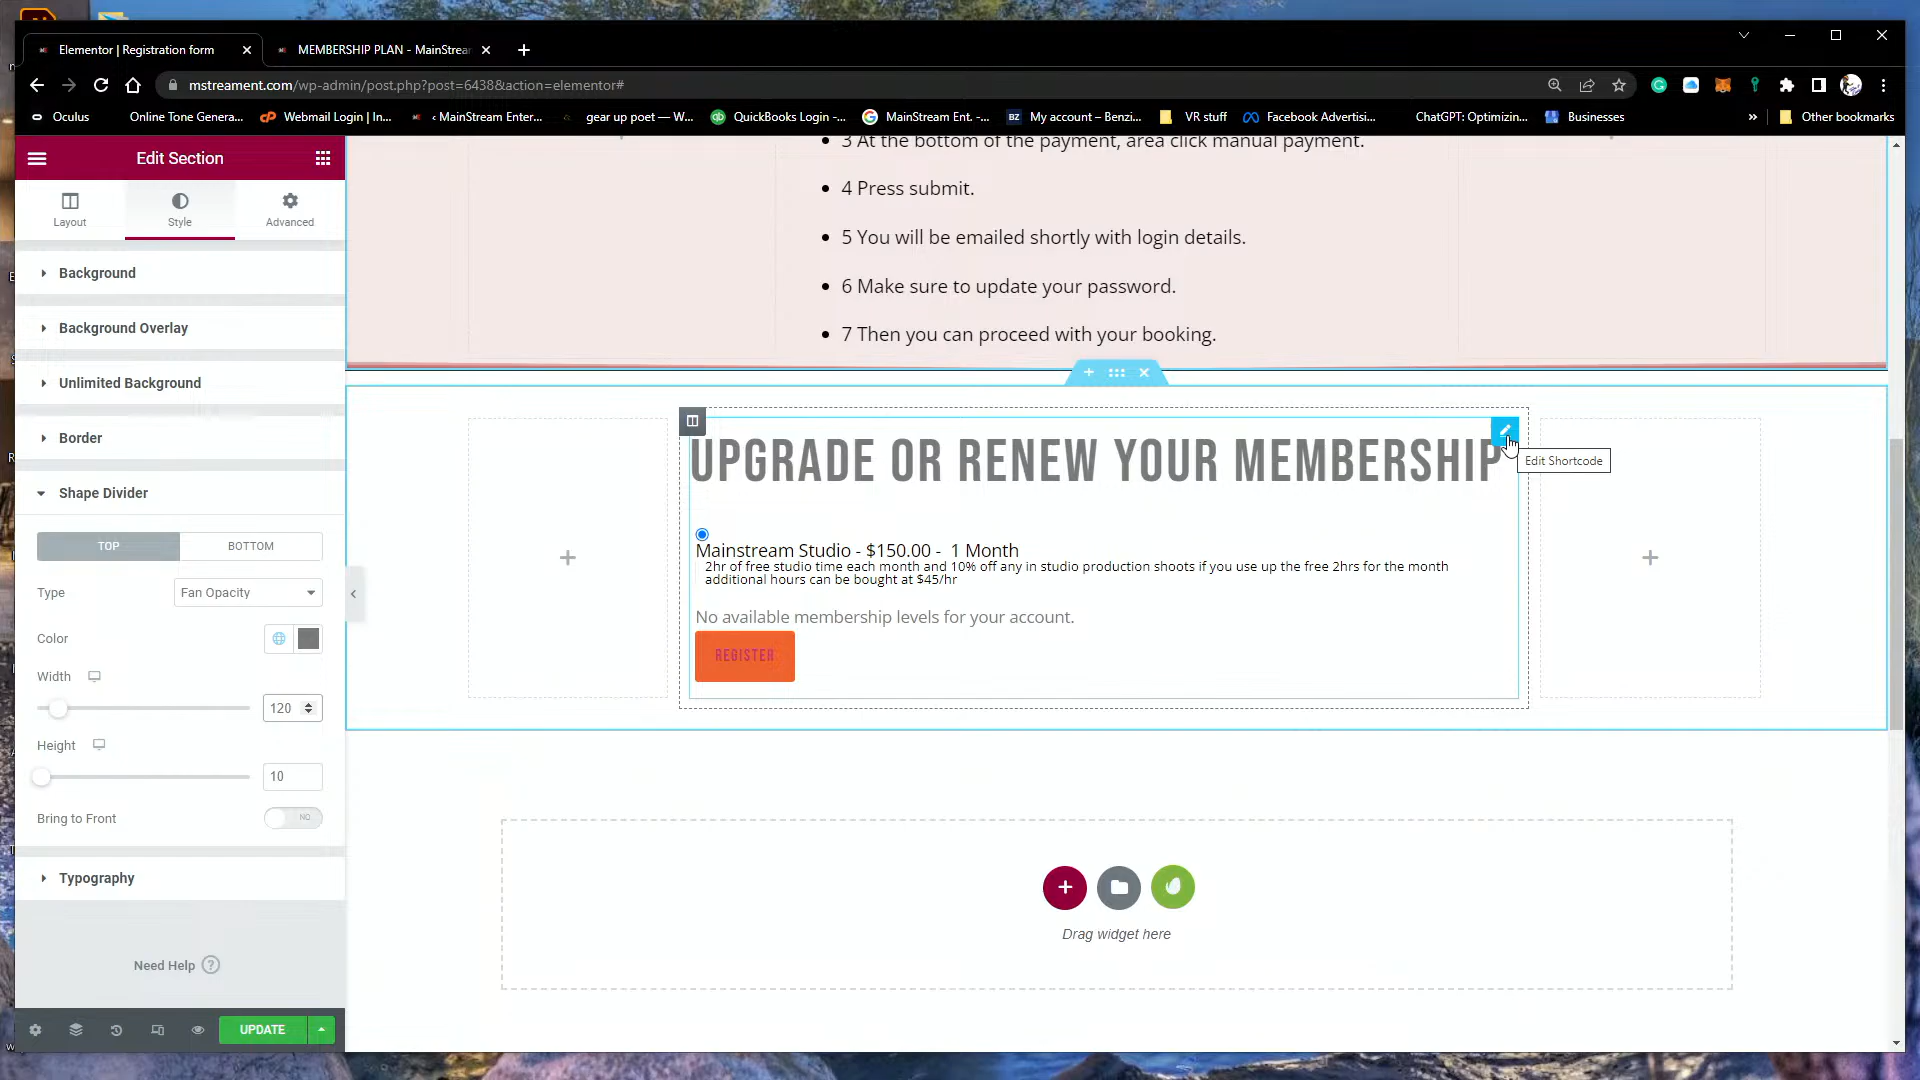 Elementor | Registration form
MEMBERSHIP PLAN - MainStrea
mstreament.com/wp-admin/post.php?post=6438&action=elementor#
Oculus
Online Tone Genera...
Webmail Login | In...
‹ MainStream Enter...
gear up poet — W...
QuickBooks Login -...
MainStream Ent. -...
My account – Benzi...
VR stuff
Facebook Advertisi...
ChatGPT: Optimizin...
Businesses
»
Other bookmarks
Edit Section
Layout
Style
Advanced
Background
Background Overlay
Unlimited Background
Border
Shape Divider
TOP
BOTTOM
Type
Fan Opacity
Color
Width
120
Height
10
Bring to Front
NO
Typography
Need Help ?
UPDATE
3 At the bottom of the payment, area click manual payment.
4 Press submit.
5 You will be emailed shortly with login details.
6 Make sure to update your password.
7 Then you can proceed with your booking.
UPGRADE OR RENEW YOUR MEMBERSHIP
Edit Shortcode
Mainstream Studio - $150.00 - 1 Month
2hr of free studio time each month and 10% off any in studio production shoots if you use up the free 2hrs for the month
additional hours can be bought at $45/hr
No available membership levels for your account.
REGISTER
Drag widget here